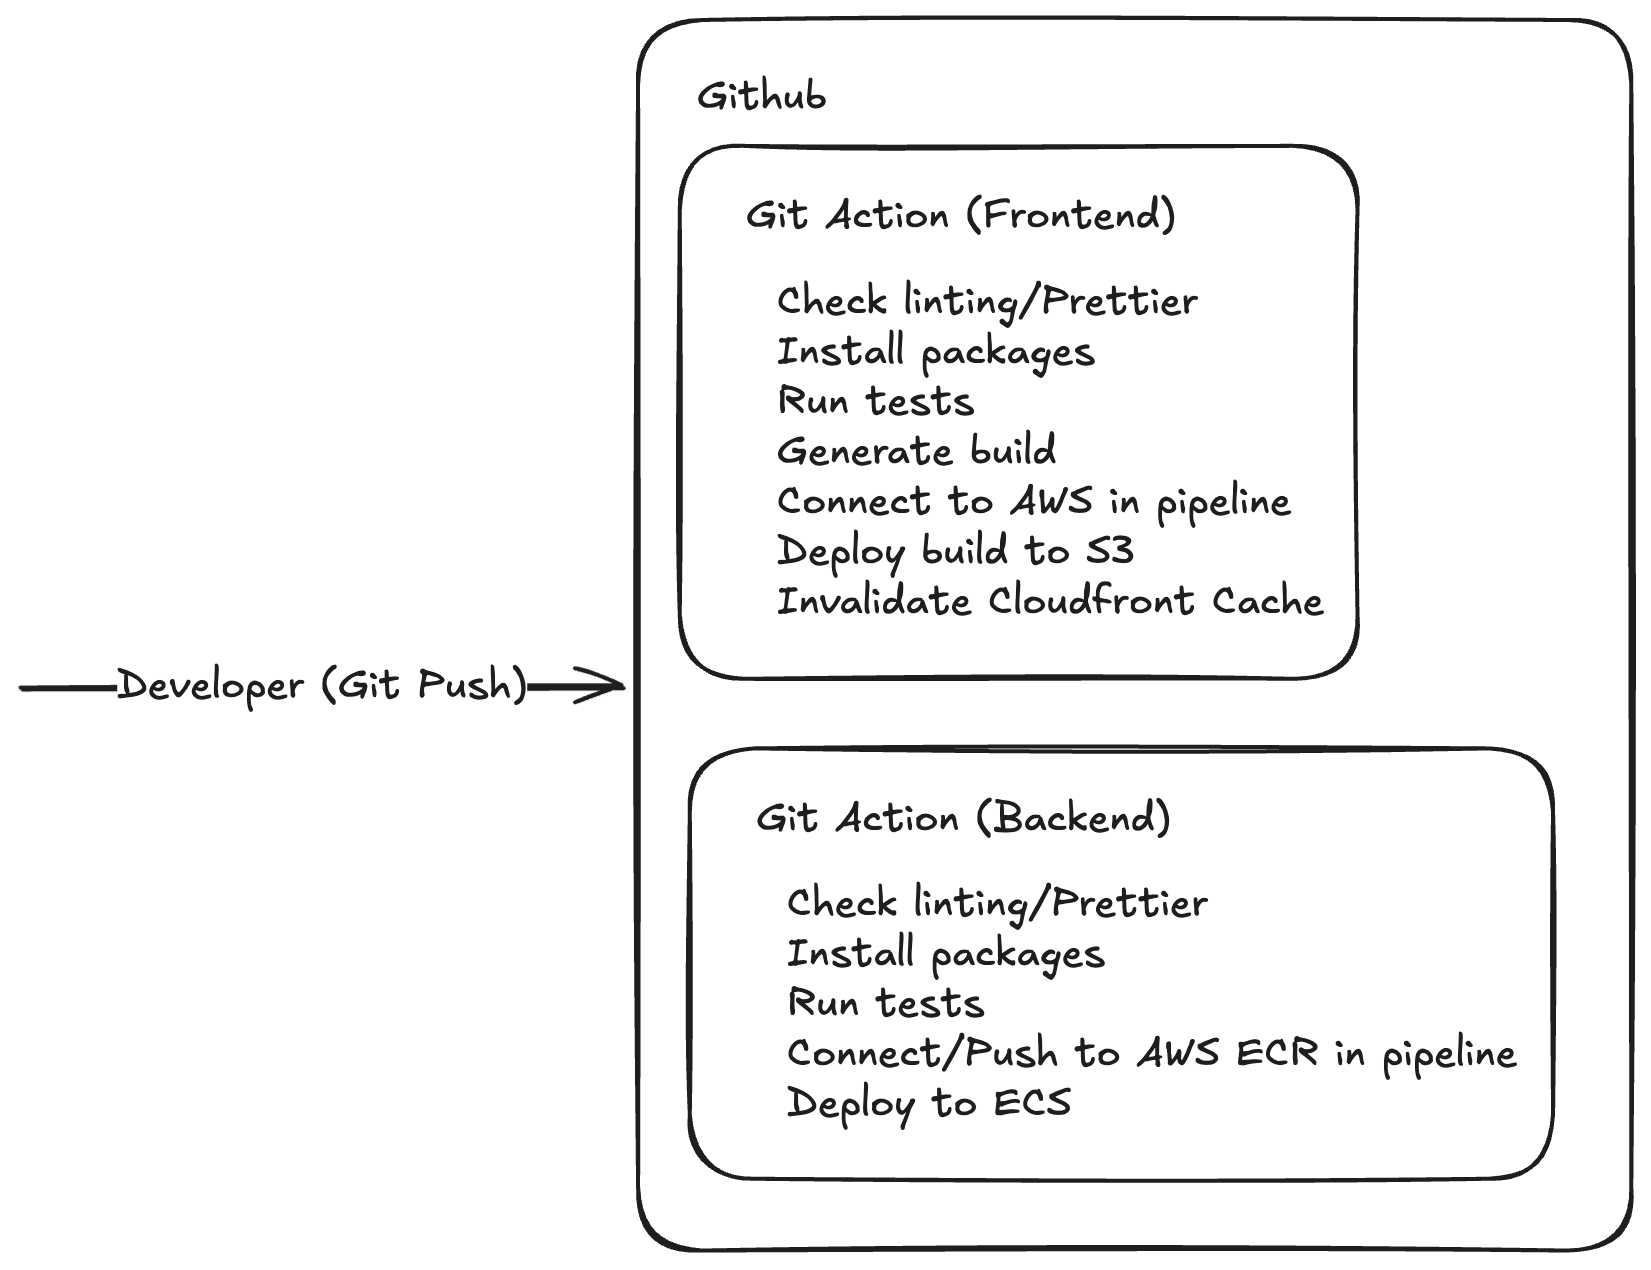 Github
Git Action (Frontend)
Check linting/Prettier
Install packages
Run tests
Generate build
Connect to AWS in pipeline
Deploy build to S3
Invalidate Cloudfront Cache
Developer (Git Push)
Git Action (Backend)
Check linting/Prettier
Install packages
Run tests
Connect/Push to AWS ECR in pipeline
Deploy to ECS